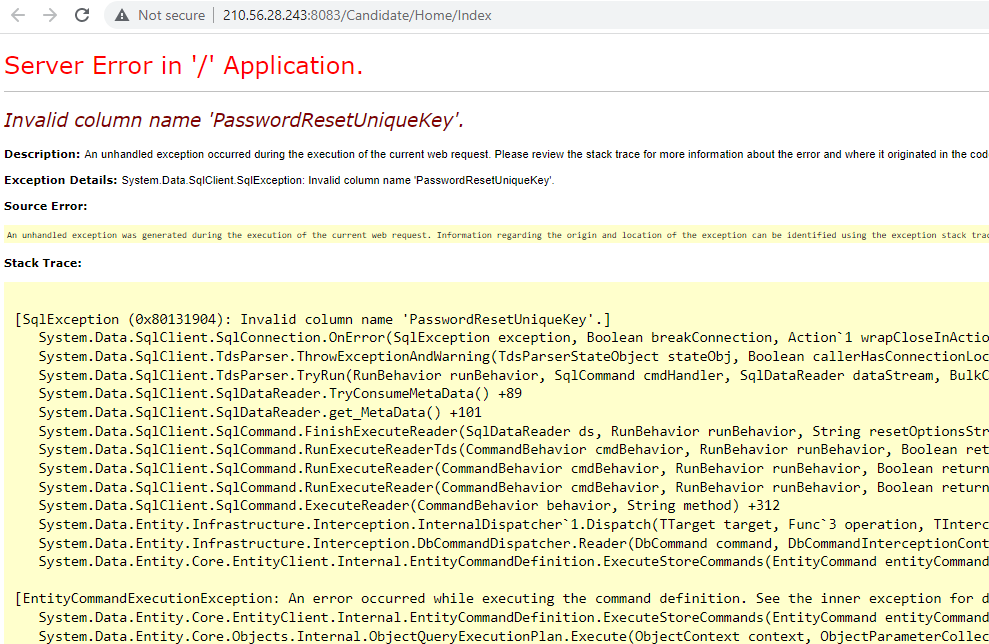 Not secure | 210.56.28.243:8083/Candidate/Home/Index
Server Error in '/' Application.
Invalid column name 'PasswordResetUniqueKey'.
Description: An unhandled exception occurred during the execution of the current web request. Please review the stack trace for more information about the error and where it originated in the cod
Exception Details: System.Data.SqlClient.SqlException: Invalid column name 'PasswordResetUniqueKey'.
Source Error:
An unhandled exception was generated during the execution of the current web request. Information regarding the origin and location of the exception can be identified using the exception stack trac
Stack Trace:
[SqlException (0x80131904): Invalid column name 'PasswordResetUniqueKey'.]
System.Data.SqlClient.SqlConnection.OnError(SqlException exception, Boolean breakConnection, Action`1 wrapCloseInActio
System.Data.SqlClient.TdsParser.ThrowExceptionAndWarning(TdsParserStateObject stateObj, Boolean callerHasConnectionLoc
System.Data.SqlClient.TdsParser.TryRun(RunBehavior runBehavior, SqlCommand cmdHandler, SqlDataReader dataStream, BulkC
System.Data.SqlClient.SqlDataReader.TryConsumeMetaData() +89
System.Data.SqlClient.SqlDataReader.get_MetaData() +101
System.Data.SqlClient.SqlCommand.FinishExecuteReader(SqlDataReader ds, RunBehavior runBehavior, String resetOptionsStr
System.Data.SqlClient.SqlCommand.RunExecuteReaderTds(CommandBehavior cmdBehavior, RunBehavior runBehavior, Boolean ret
System.Data.SqlClient.SqlCommand.RunExecuteReader(CommandBehavior cmdBehavior, RunBehavior runBehavior, Boolean return
System.Data.SqlClient.SqlCommand.RunExecuteReader(CommandBehavior cmdBehavior, RunBehavior runBehavior, Boolean return
System.Data.SqlClient.SqlCommand.ExecuteReader(CommandBehavior behavior, String method) +312
System.Data.Entity.Infrastructure.Interception.InternalDispatcher`1.Dispatch(TTarget target, Func`3 operation, TInterc
System.Data.Entity.Infrastructure.Interception.DbCommandDispatcher.Reader(DbCommand command, DbCommandInterceptionCont
System.Data.Entity.Core.EntityClient.Internal.EntityCommandDefinition.ExecuteStoreCommands(EntityCommand entityCommand
[EntityCommandExecutionException: An error occurred while executing the command definition. See the inner exception for d
System.Data.Entity.Core.EntityClient.Internal.EntityCommandDefinition.ExecuteStoreCommands(EntityCommand entityCommand
System.Data.Entity.Core.Objects.Internal.ObjectQueryExecutionPlan.Execute(ObjectContext context, ObjectParameterCollec